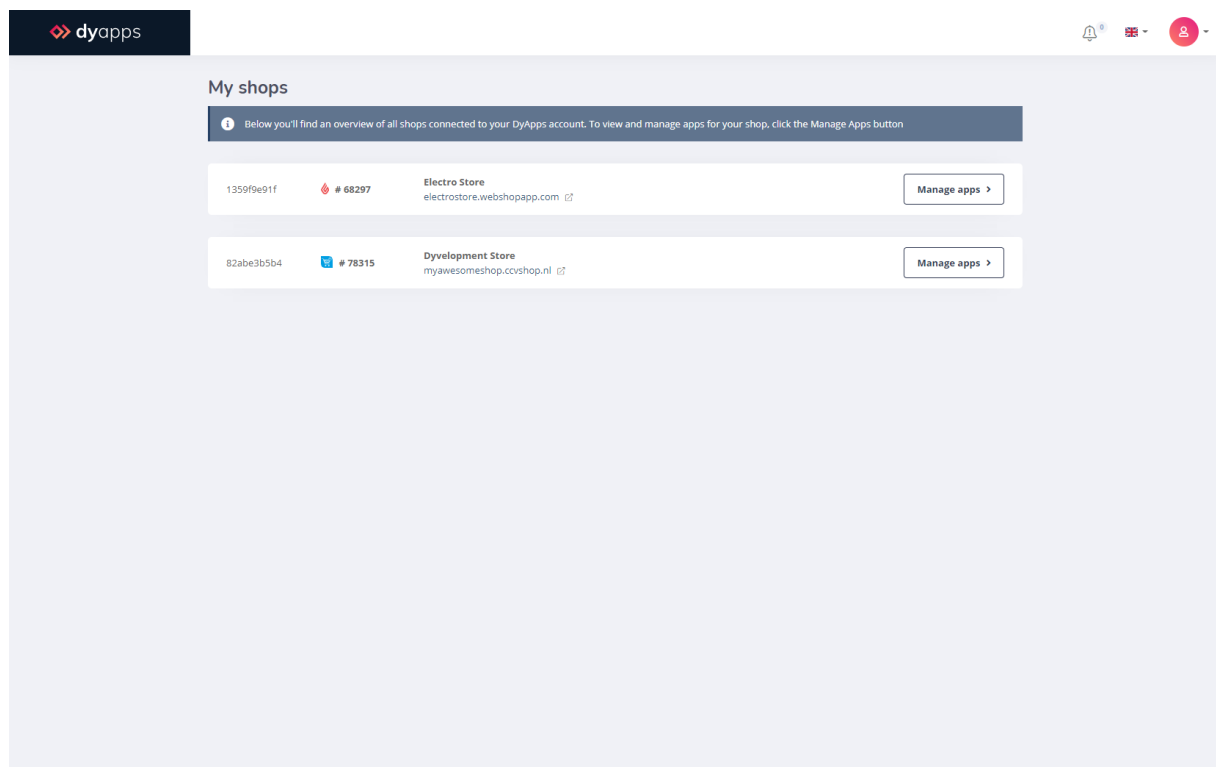 dyapps
0
My shops
Below you'll find an overview of all shops connected to your DyApps account. To view and manage apps for your shop, click the Manage Apps button
1359f9e91f # 68297 Electro Store Manage apps
electrostore.webshopapp.com
82abe3b5b4 # 78315 Dyvelopment Store Manage apps
myawesomeshop.ccvshop.nl